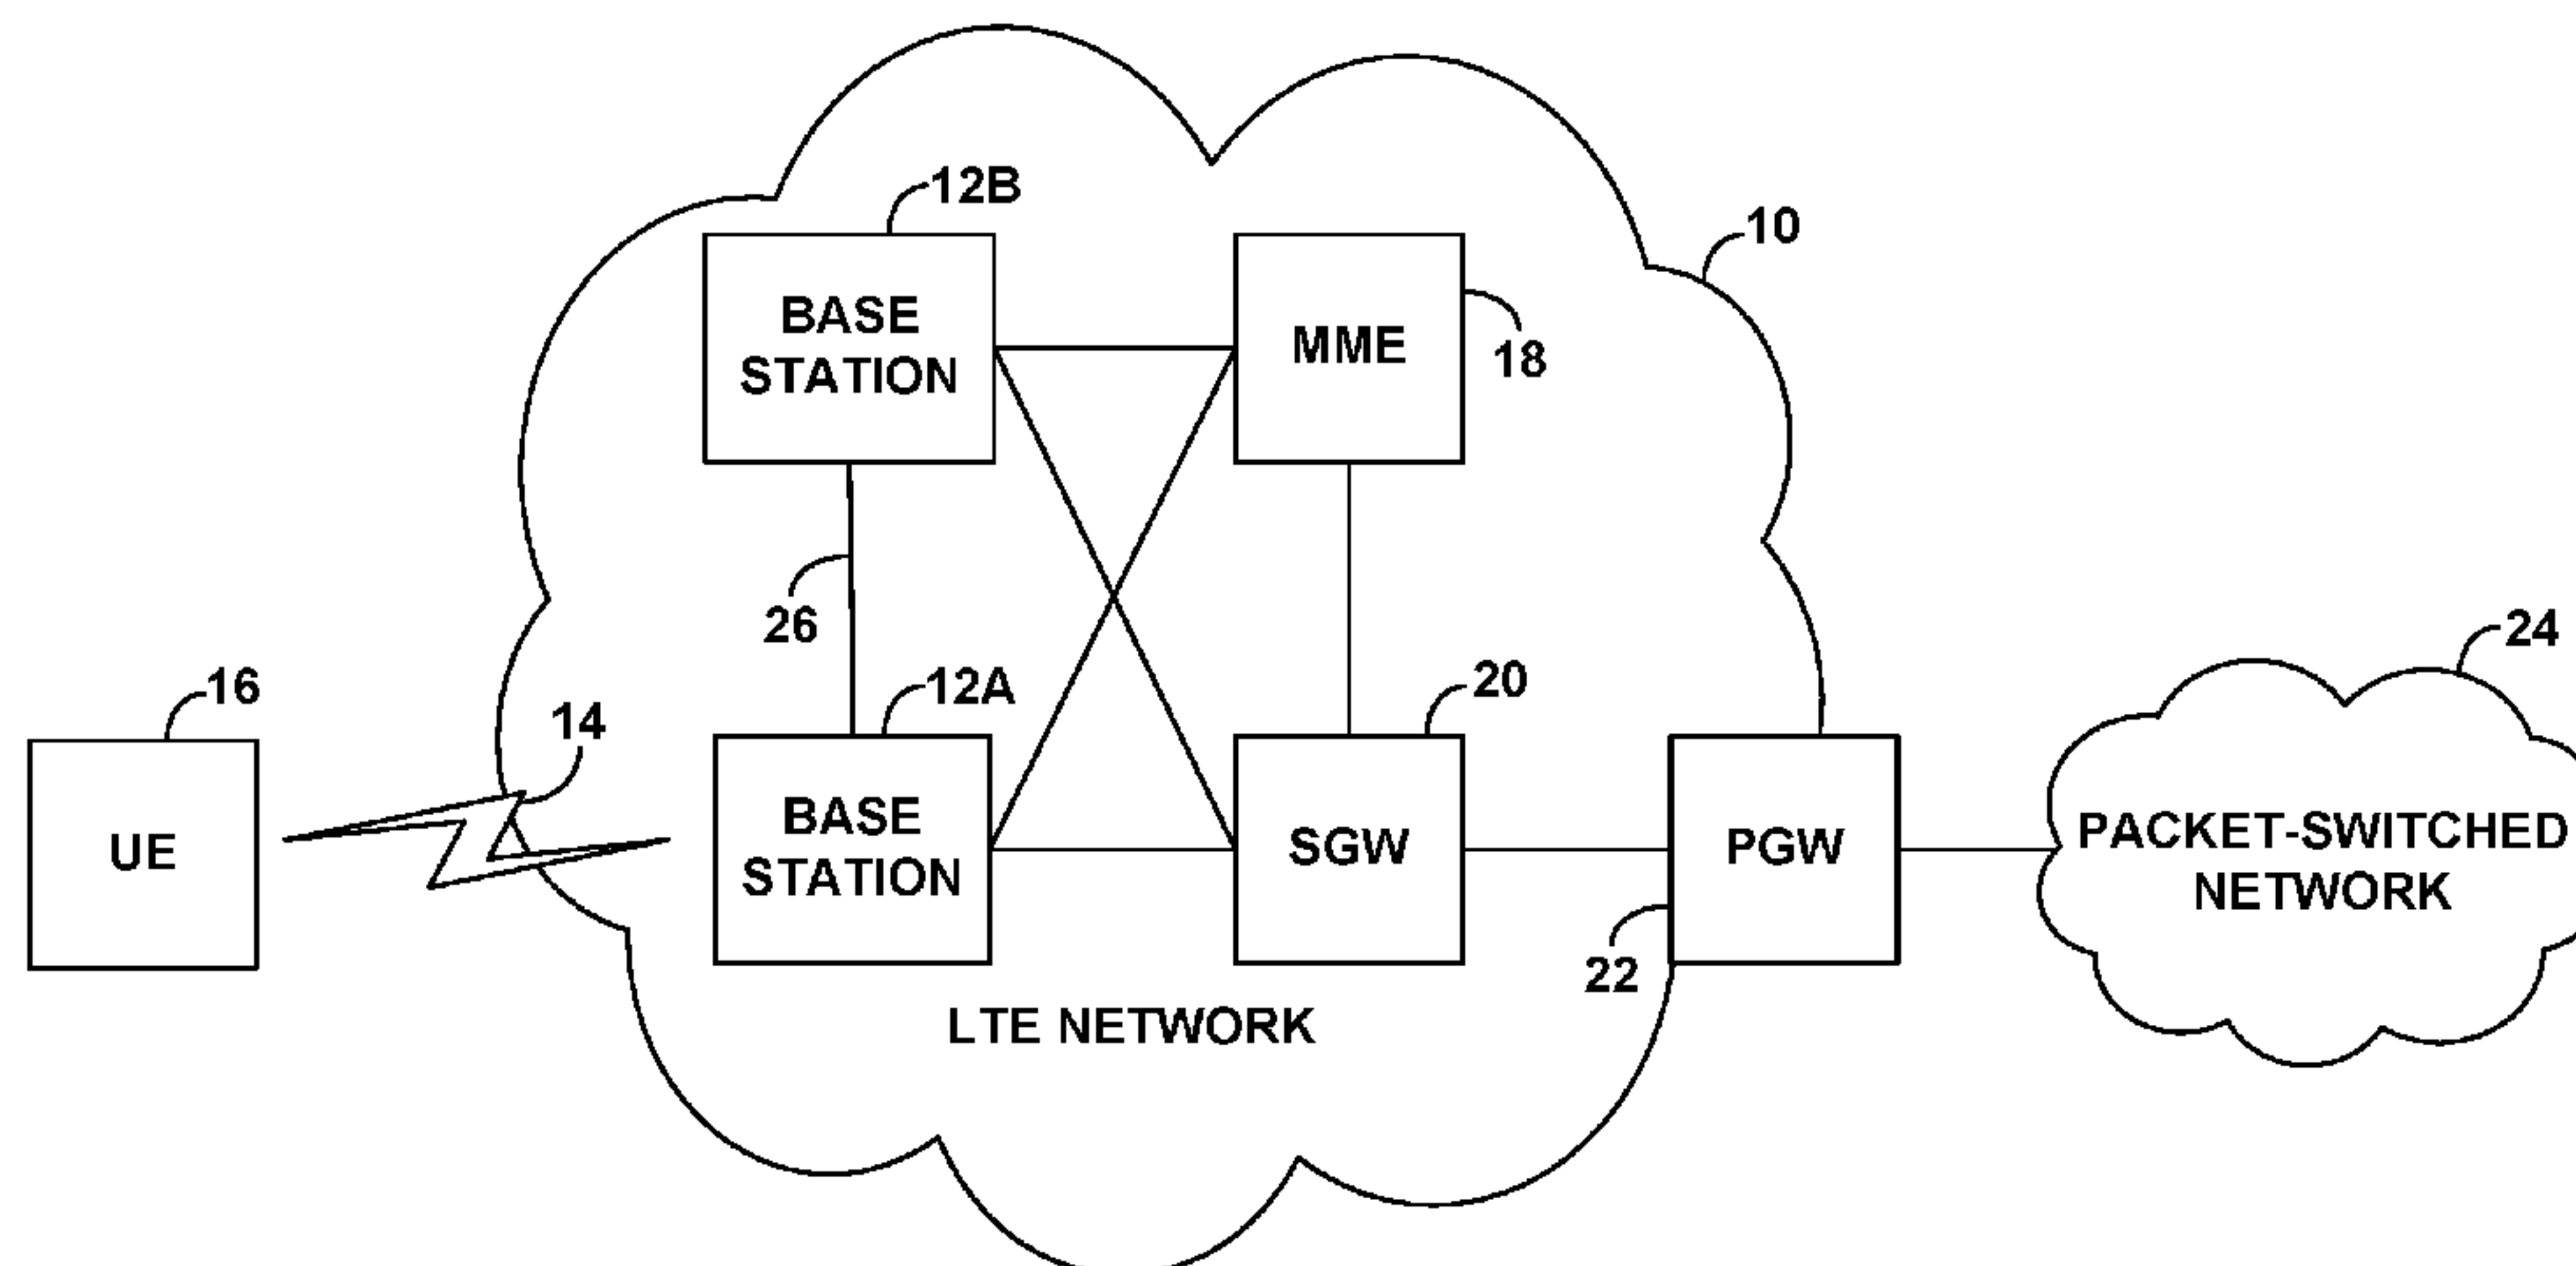 12B
10
BASE
STATION
MME
18
26
24
16
12A
20
14
UE
BASE
STATION
SGW
PGW
PACKET-SWITCHED
NETWORK
22
LTE NETWORK